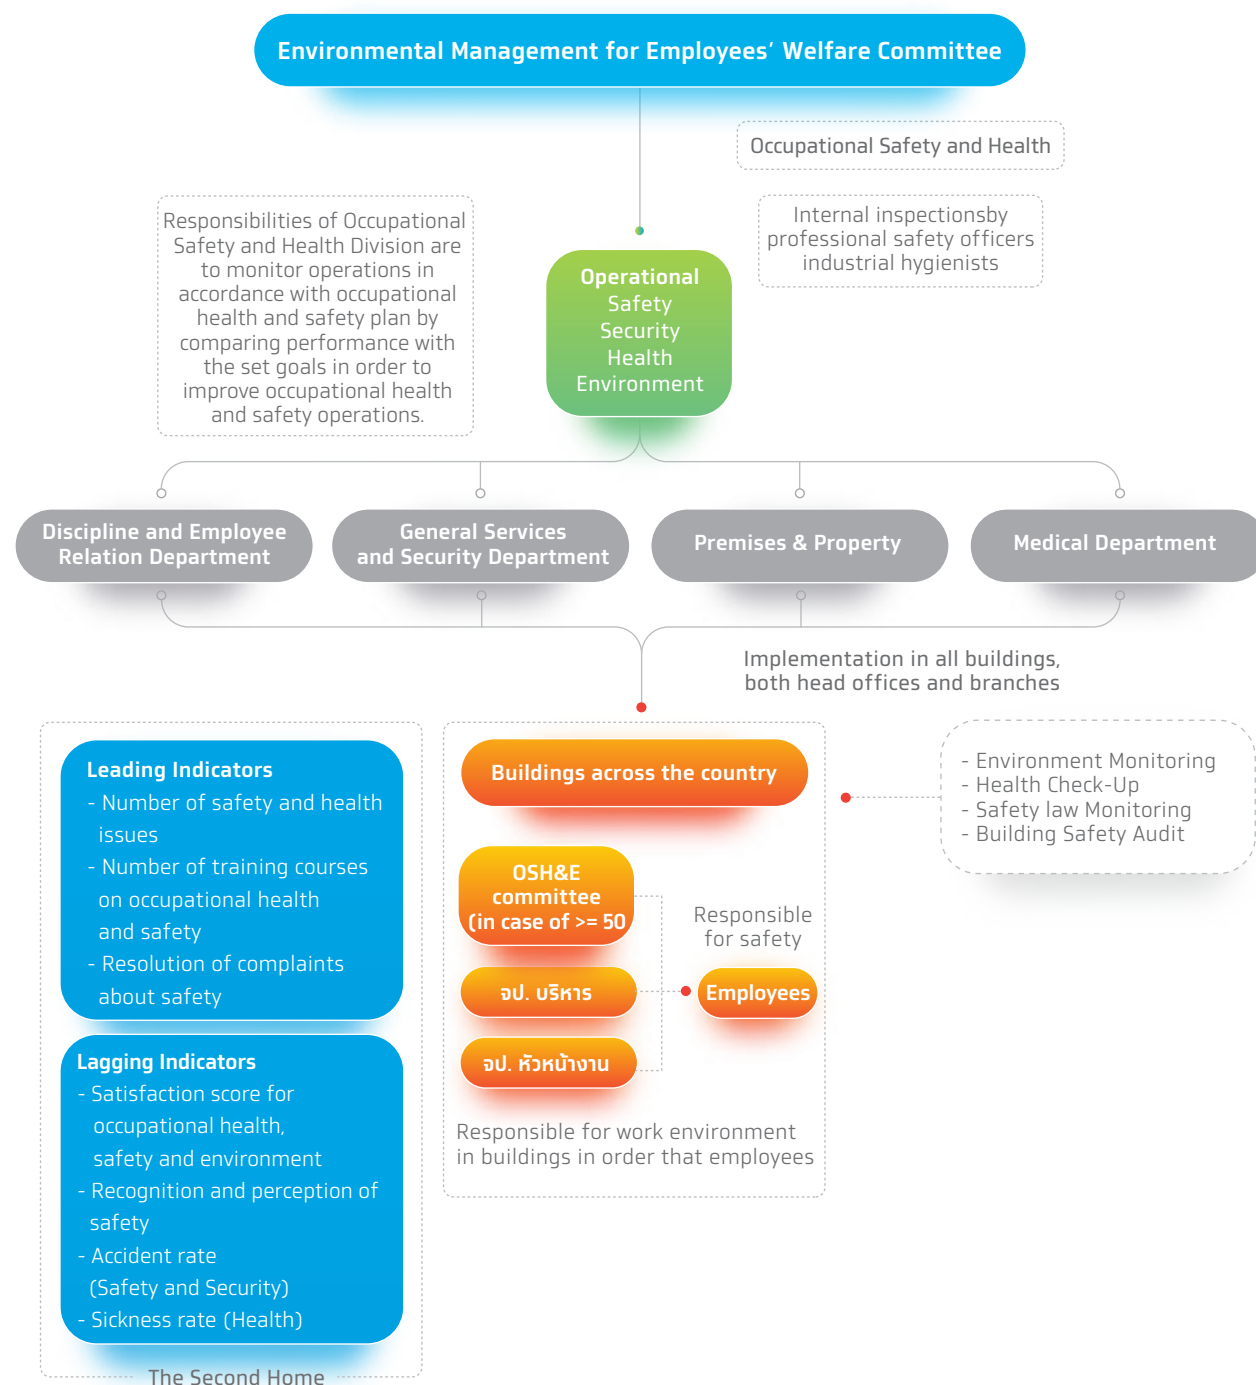 Environmental Management for Employees’ Welfare Committee
Occupational Safety and Health
Responsibilities of Occupational
Safety and Health Division are
to monitor operations in
accordance with occupational
health and safety plan by
comparing performance with
the set goals in order to
improve occupational health
and safety operations.
Internal inspectionsby
professional safety officers
industrial hygienists
Operational
Safety
Security
Health
Environment
Discipline and Employee
Relation Department
General Services
and Security Department
Premises & Property
Medical Department
Implementation in all buildings,
both head offices and branches
Leading Indicators
- Number of safety and health
issues
- Number of training courses
on occupational health
and safety
- Resolution of complaints
about safety
Lagging Indicators
- Satisfaction score for
occupational health,
safety and environment
- Recognition and perception of
safety
- Accident rate
(Safety and Security)
- Sickness rate (Health)
The Second Home
Buildings across the country
OSH&E
committee
(in case of >= 50
จป. บริหาร
จป. หัวหน้างาน
Responsible
for safety
Employees
Responsible for work environment
in buildings in order that employees
- Environment Monitoring
- Health Check-Up
- Safety law Monitoring
- Building Safety Audit